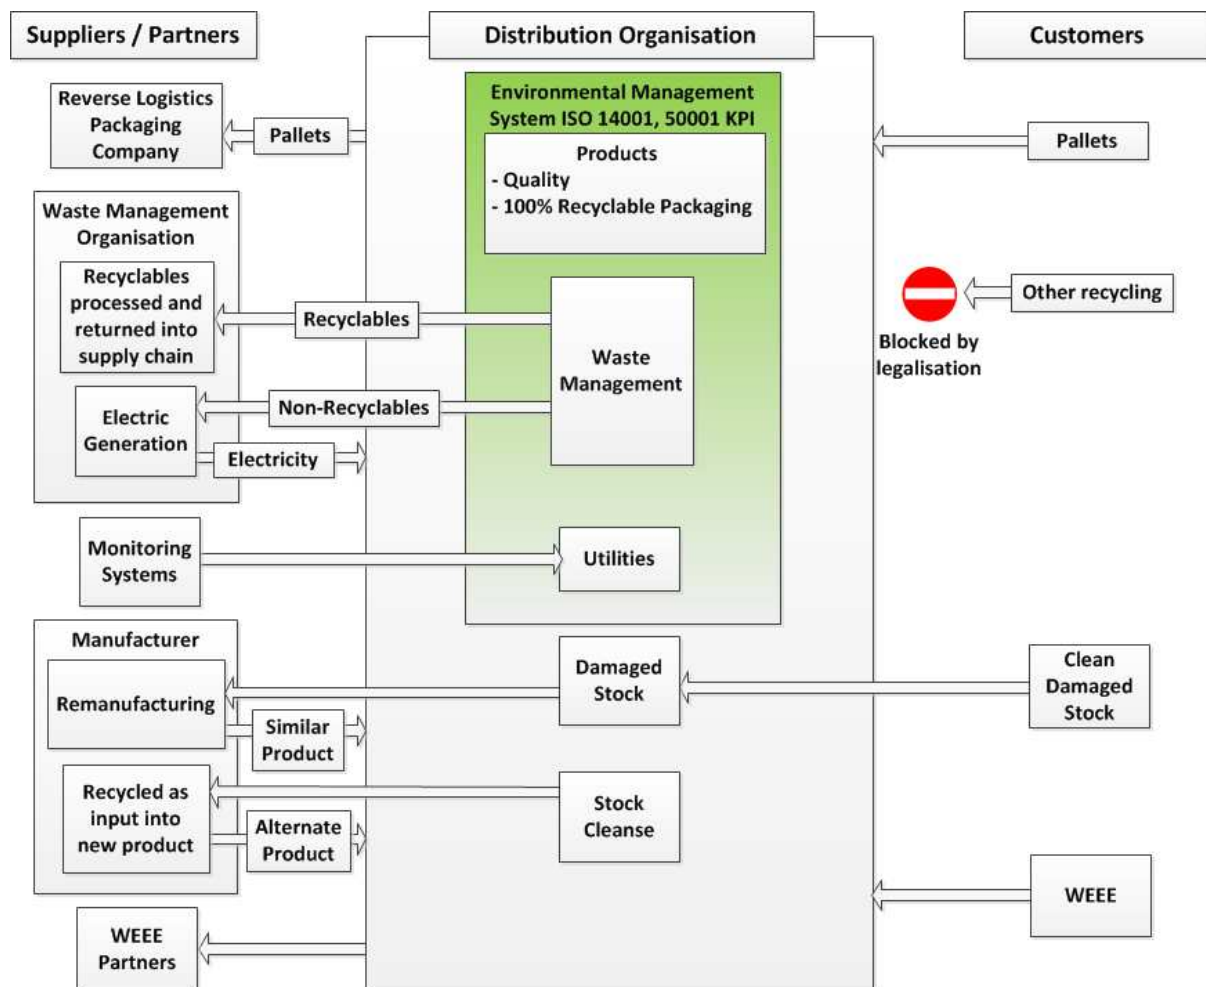 Suppliers / Partners
Distribution Organisation
Customers
Reverse Logistics
Packaging
Company
Pallets
Environmental Management
System ISO 14001, 50001 KPI
Products
- Quality
- 100% Recyclable Packaging
Pallets
Waste Management
Organisation
Recyclables
processed and
returned into
supply chain
Recyclables
Waste
Management
Other recycling
Blocked by
legalisation
Electric
Generation
Non-Recyclables
Electricity
Monitoring
Systems
Utilities
Manufacturer
Remanufacturing
Similar
Product
Damaged
Stock
Clean
Damaged
Stock
Recycled as
input into
new product
Alternate
Product
Stock
Cleanse
WEEE
WEEE
Partners